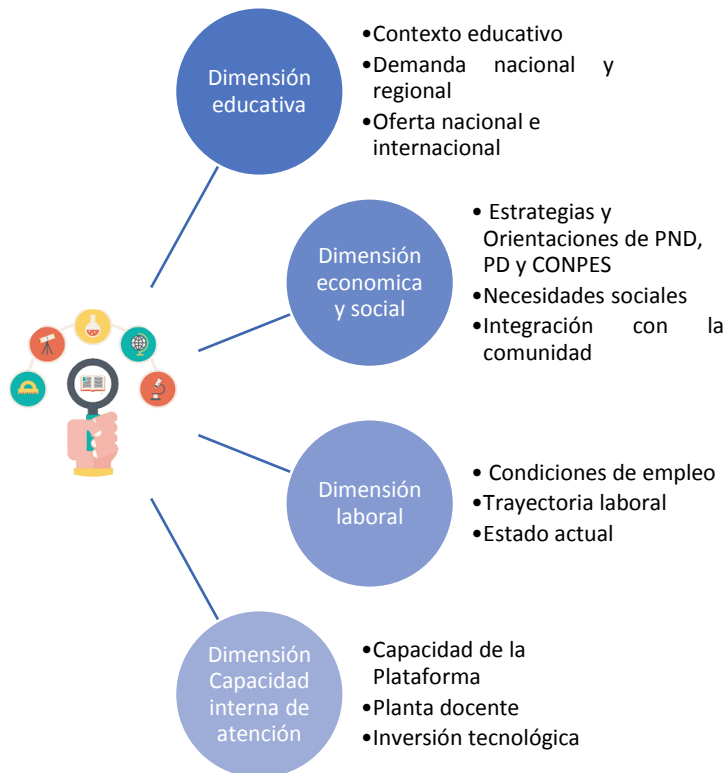 Dimensión
educativa
•Contexto educativo
•Demanda nacional y
regional
•Oferta nacional e
internacional
Dimensión
economica
y social
• Estrategias y
Orientaciones de PND,
PD y CONPES
•Necesidades sociales
•Integración con la
comunidad
Dimensión
laboral
• Condiciones de empleo
•Trayectoria laboral
•Estado actual
Dimensión
Capacidad
interna de
atención
•Capacidad de la
Plataforma
•Planta docente
•Inversión tecnológica